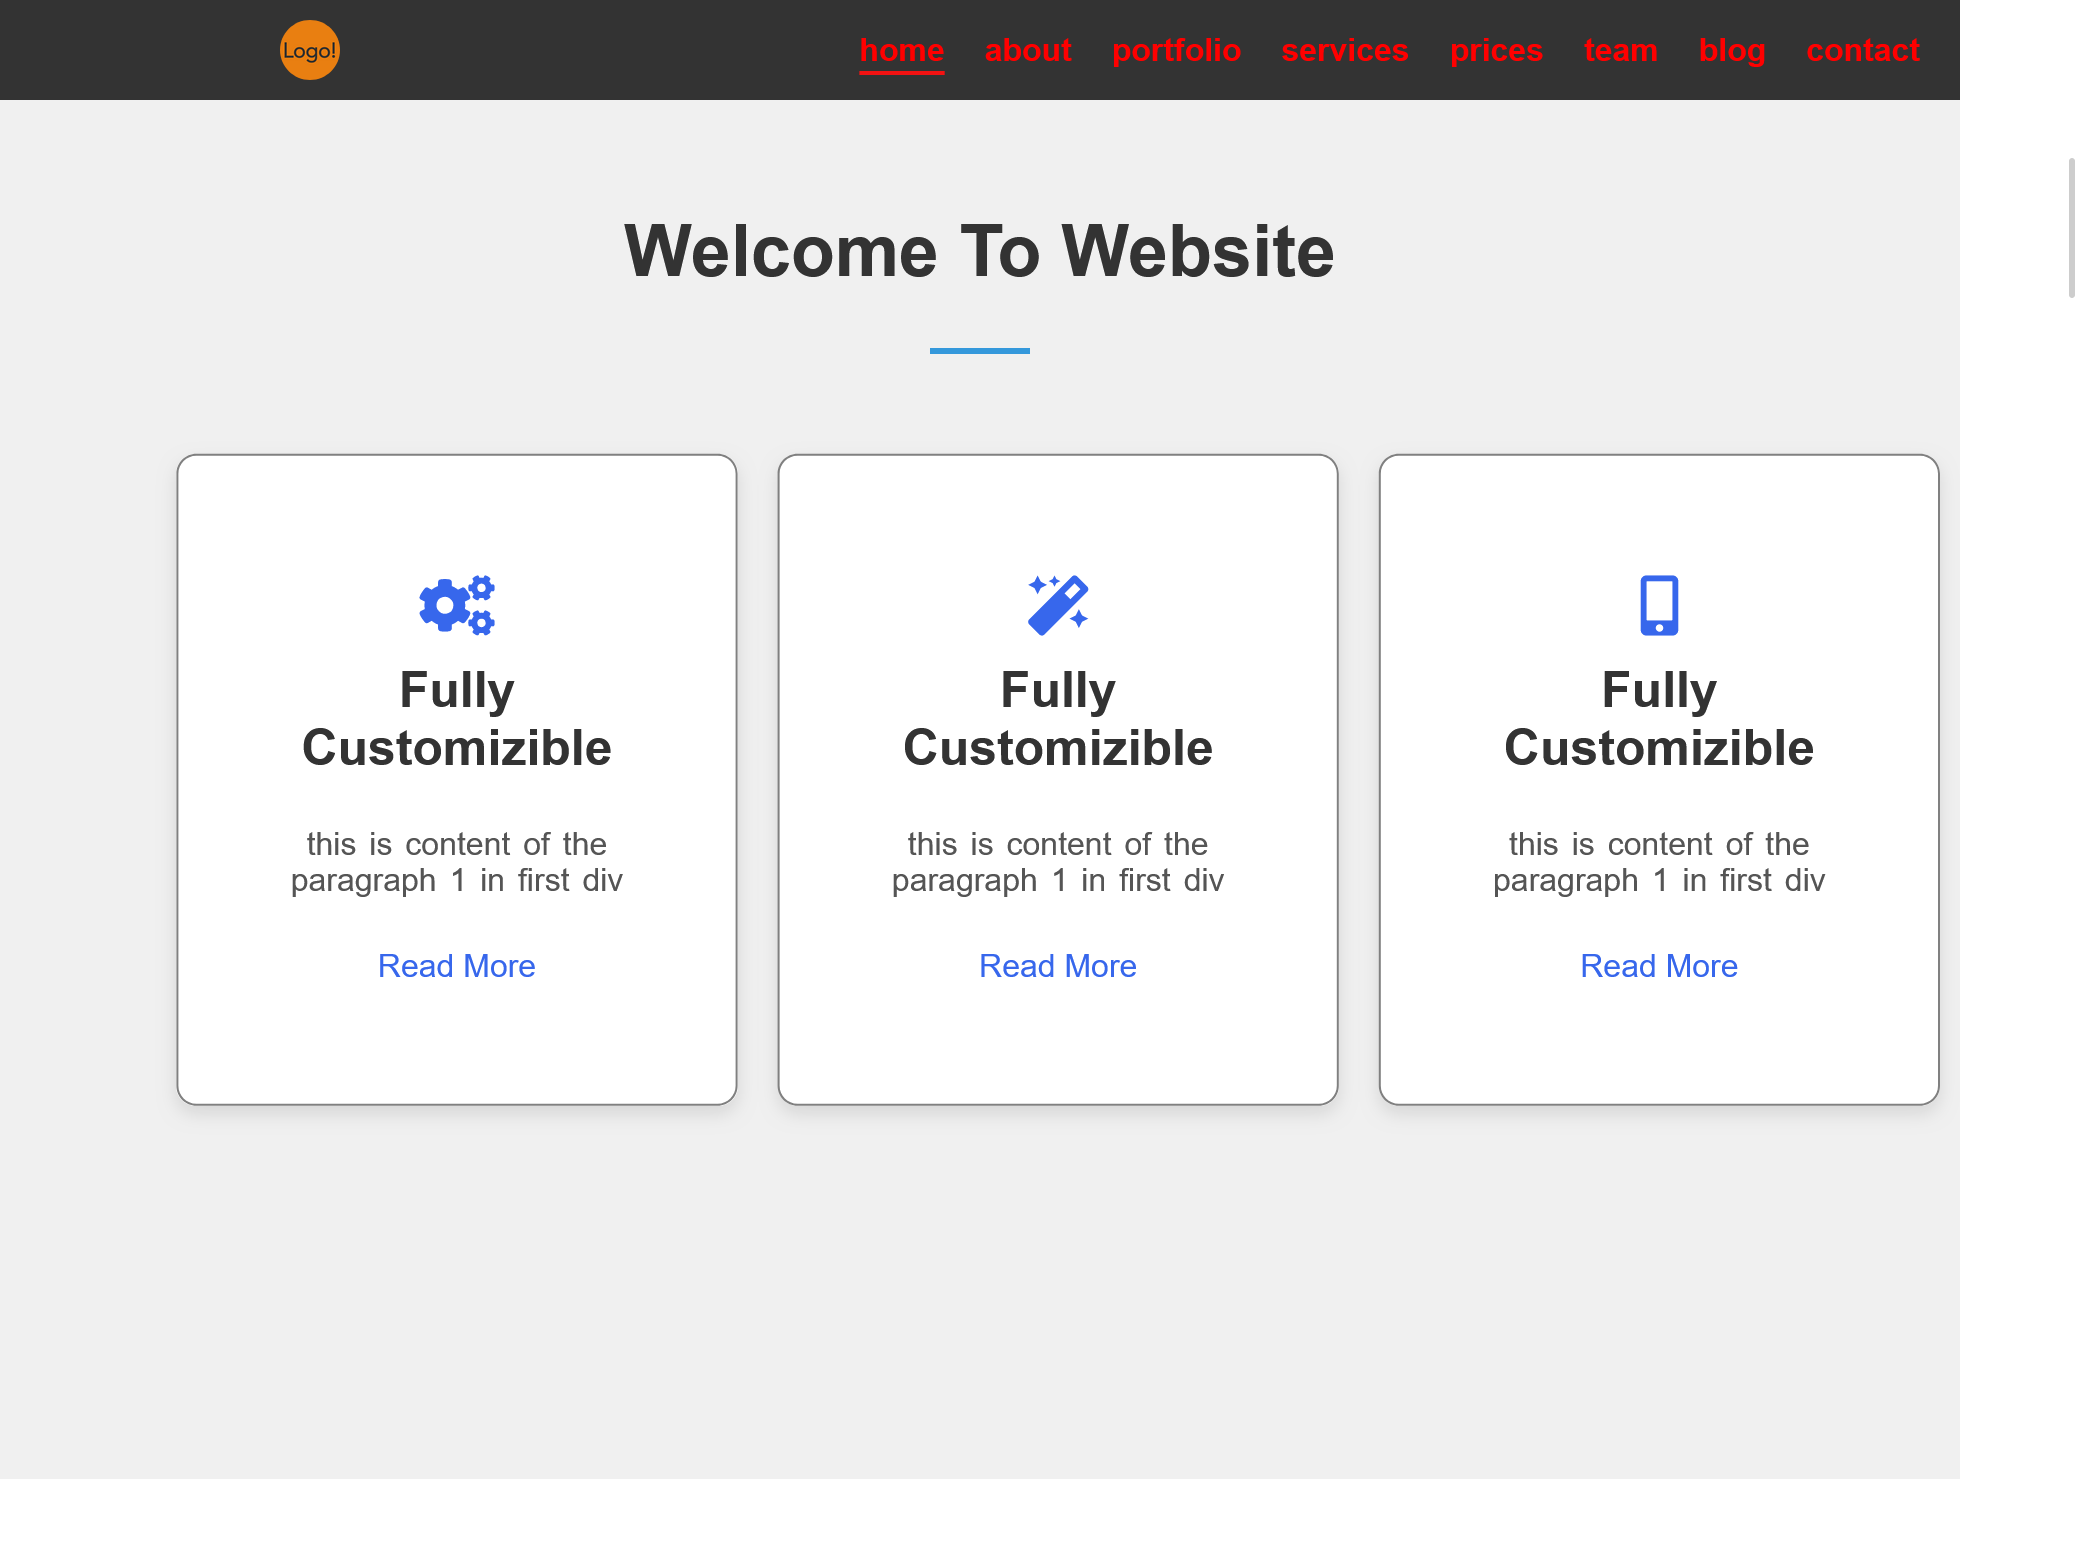 Logo!
home about portfolio services prices team blog contact
Welcome To Website
Fully
Customizible
this is content of the
paragraph 1 in first div
Read More
Fully
Customizible
this is content of the
paragraph 1 in first div
Read More
Fully
Customizible
this is content of the
paragraph 1 in first div
Read More